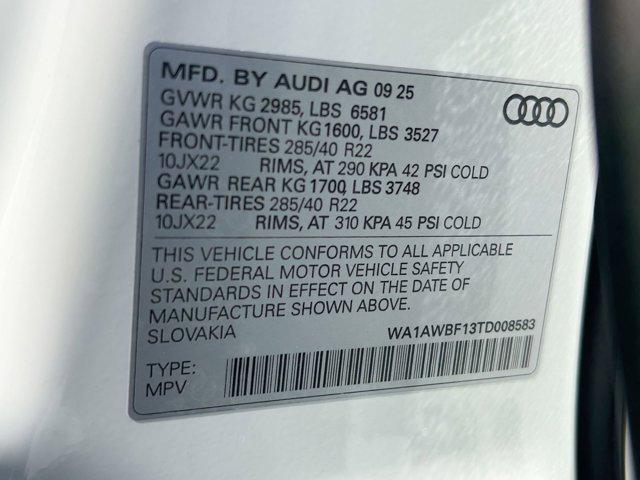 MFD. BY AUDI AG 09 25
GVWR KG 2985, LBS 6581
GAWR FRONT KG1600, LBS 3527
FRONT-TIRES 285/40 R22
10JX22 RIMS, AT 290 KPA 42 PSI COLD
GAWR REAR KG 1700, LBS 3748
REAR-TIRES 285/40 R22
10JX22 RIMS, AT 310 KPA 45 PSI COLD
THIS VEHICLE CONFORMS TO ALL APPLICABLE
U.S. FEDERAL MOTOR VEHICLE SAFETY
STANDARDS IN EFFECT ON THE DATE OF
MANUFACTURE SHOWN ABOVE.
SLOVAKIA WA1AWBF13TD008583
TYPE:
MPV